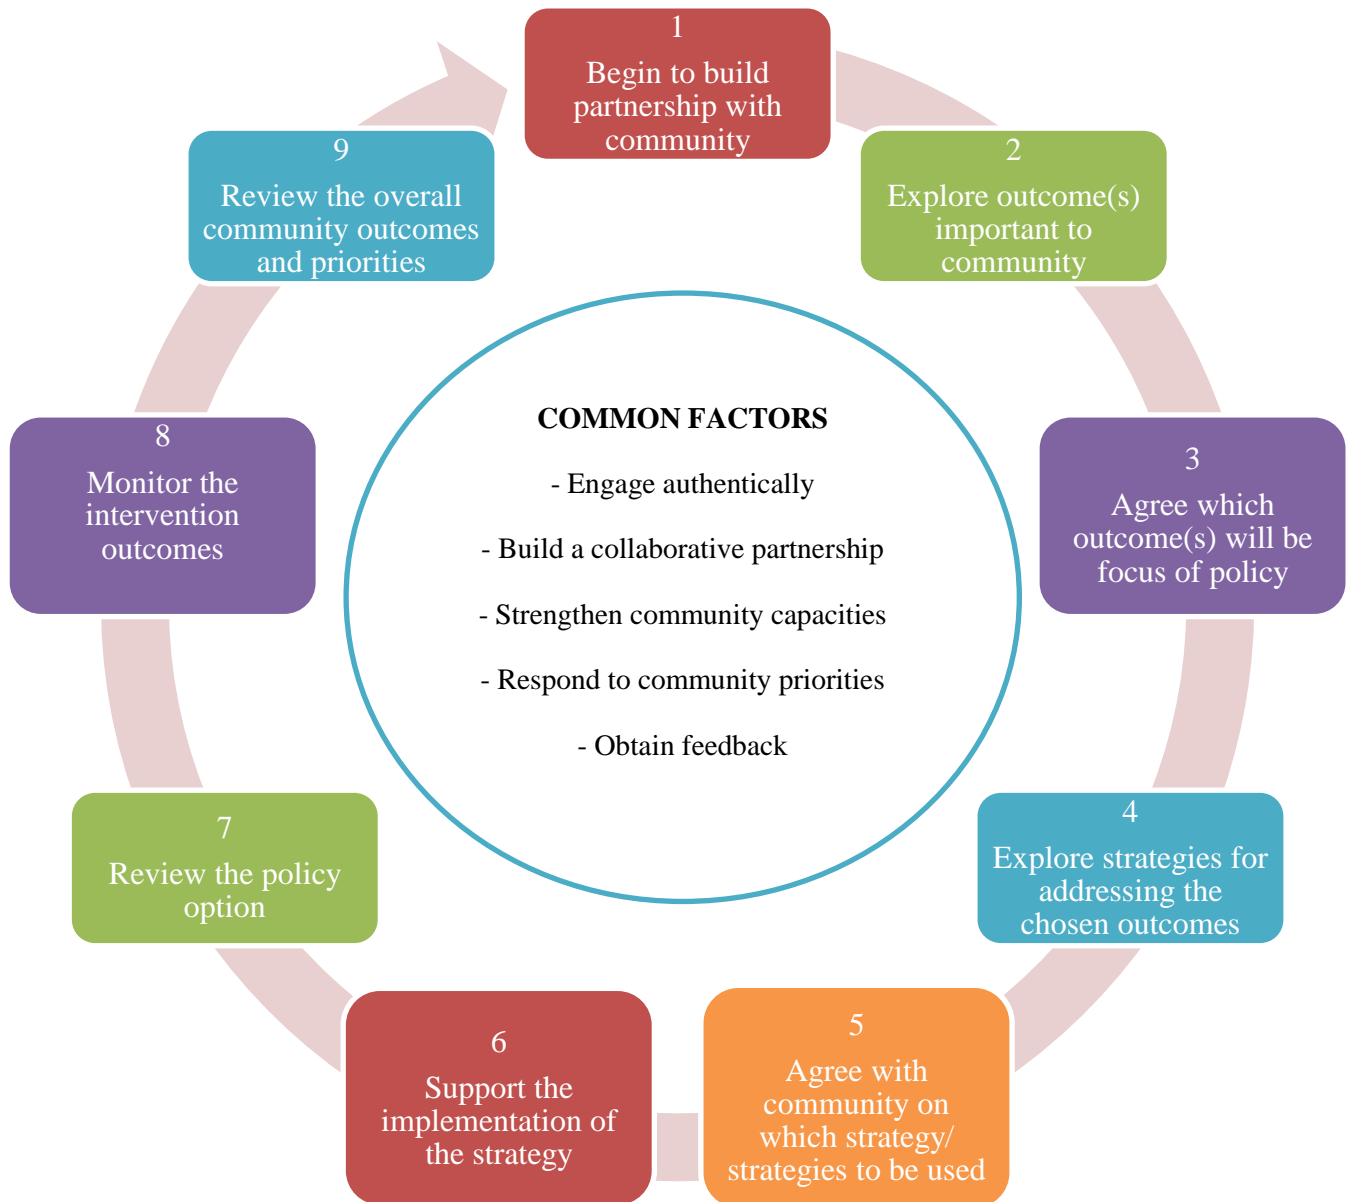 1
Begin to build
partnership with
community
2
Explore outcome(s)
important to
community
3
Agree which
outcome(s) will be
focus of policy
4
Explore strategies for
addressing the
chosen outcomes
5
Agree with
community on
which strategy/
strategies to be used
6
Support the
implementation of
the strategy
7
Review the policy
option
8
Monitor the
intervention
outcomes
9
Review the overall
community outcomes
and priorities
COMMON FACTORS
- Engage authentically
- Build a collaborative partnership
- Strengthen community capacities
- Respond to community priorities
- Obtain feedback